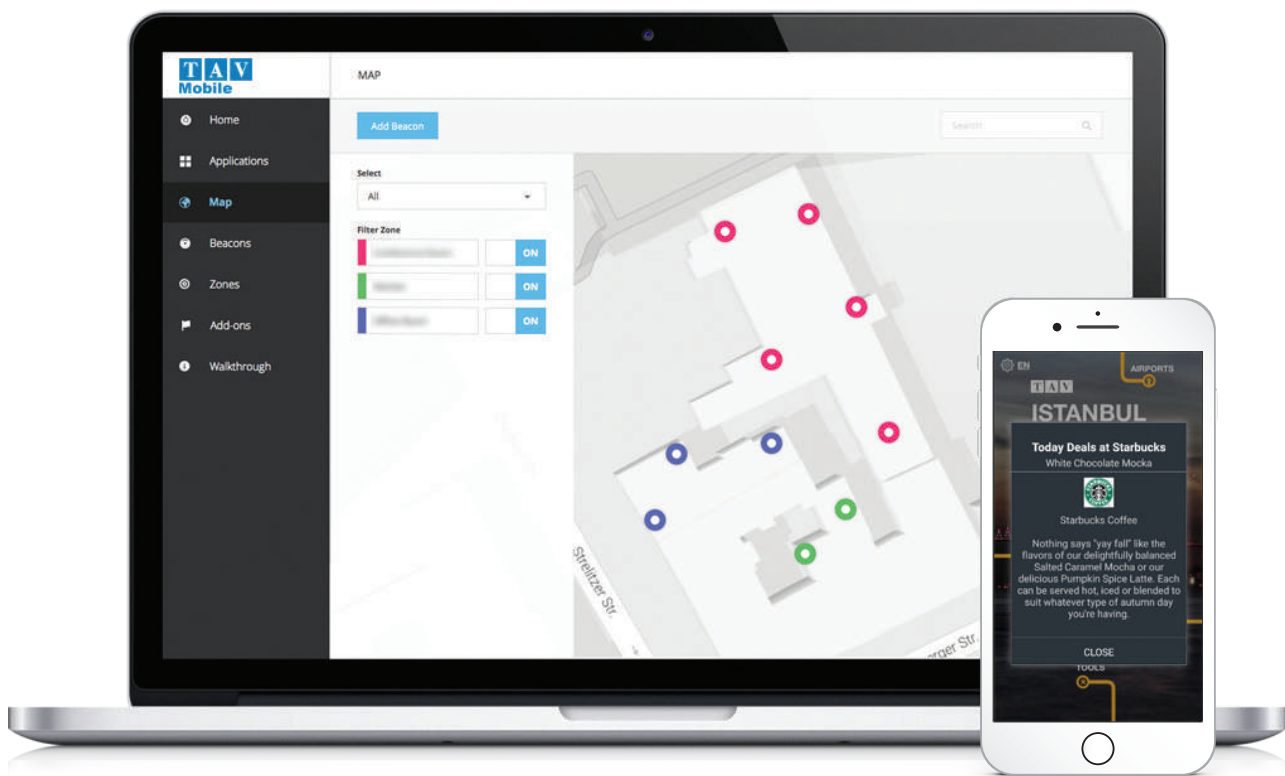 TAV
Mobile
MAP
Home
Applications
Map
Beacons
Zones
Add-ons
Walkthrough
Add Beacon
Search
Select
All
Filter Zone
ON
ON
ON
Strelitzer Str.
Str.
EN
AIRPORTS
TAV
ISTANBUL
Today Deals at Starbucks
White Chocolate Mocka
Starbucks Coffee
Nothing says "yay fall" like the
flavors of our delightfully balanced
Salted Caramel Mocha or our
delicious Pumpkin Spice Latte. Each
can be served hot, iced or blended to
suit whatever type of autumn day
you're having.
CLOSE
TOOLS